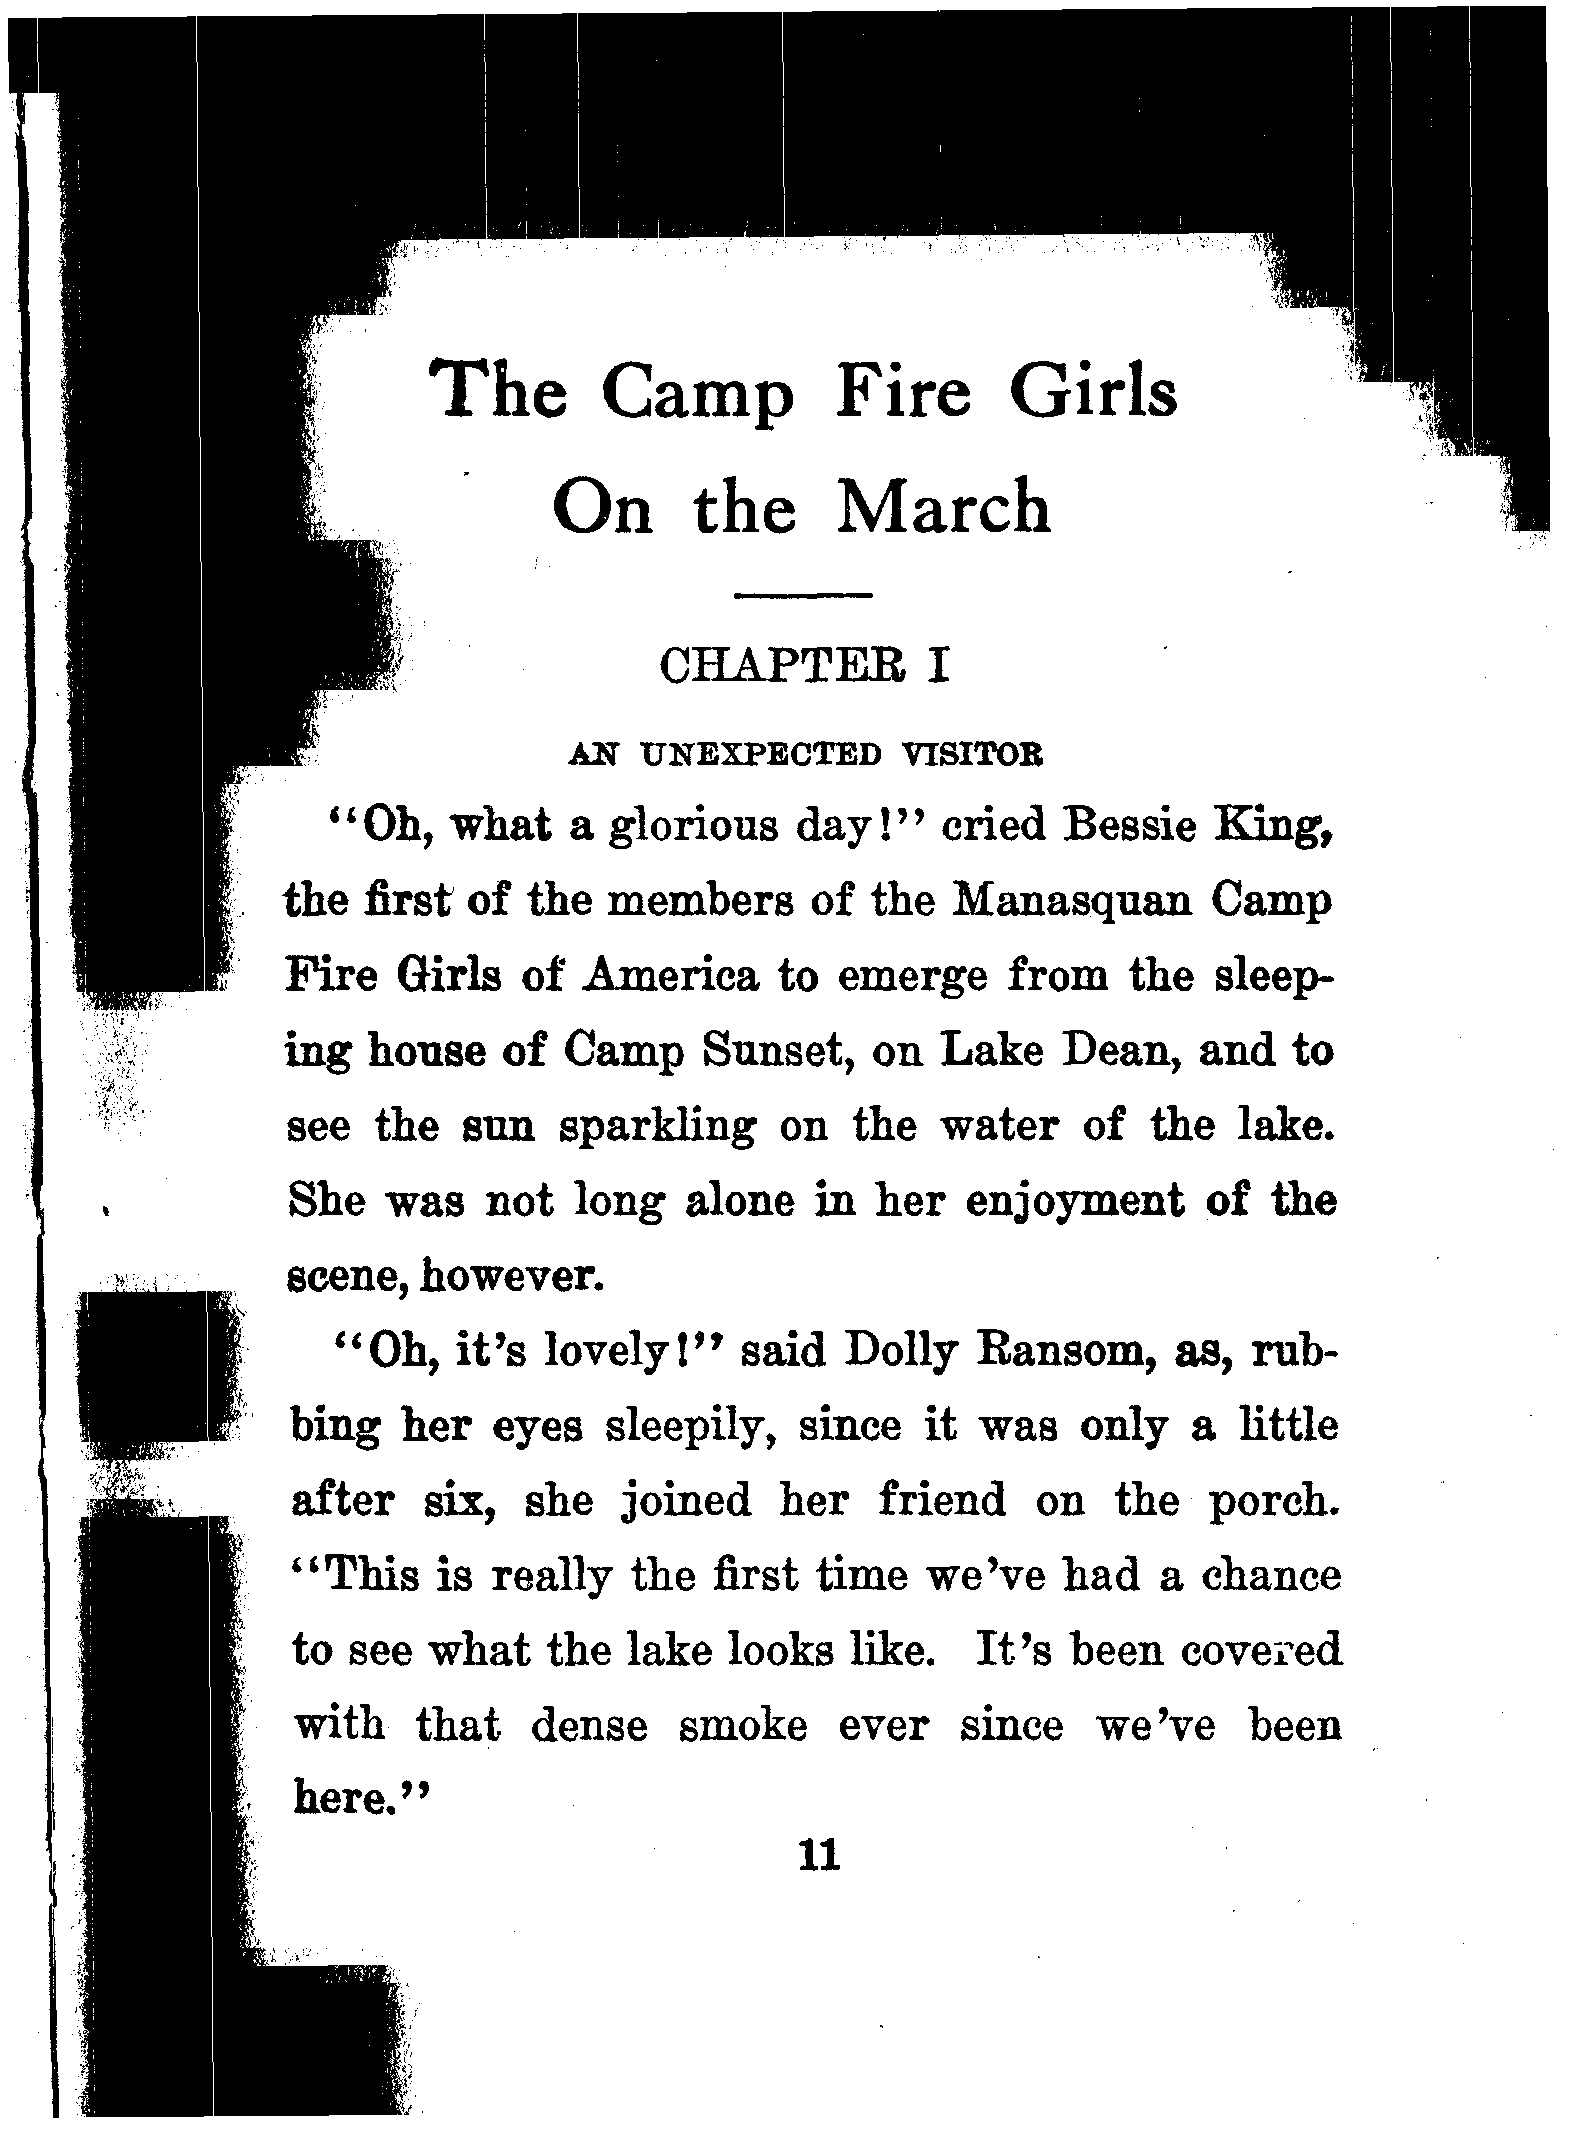 The Camp Fire Girls
On the March
CHAPTER I
AN UNEXPECTED VISITOR
"Oh, what a glorious day!" cried Bessie King,
the first of the members of the Manasquan Camp
Fire Girls of America to emerge from the sleep-
ing house of Camp Sunset, on Lake Dean, and to
see the sun sparkling on the water of the lake.
She was not long alone in her enjoyment of the
scene, however.
"Oh, it's lovely!" said Dolly Ransom, as, rub-
bing her eyes sleepily, since it was only a little
after six, she joined her friend on the porch.
"This is really the first time we've had a chance
to see what the lake looks like. It's been covered
with that dense smoke ever since we've been
here."
11